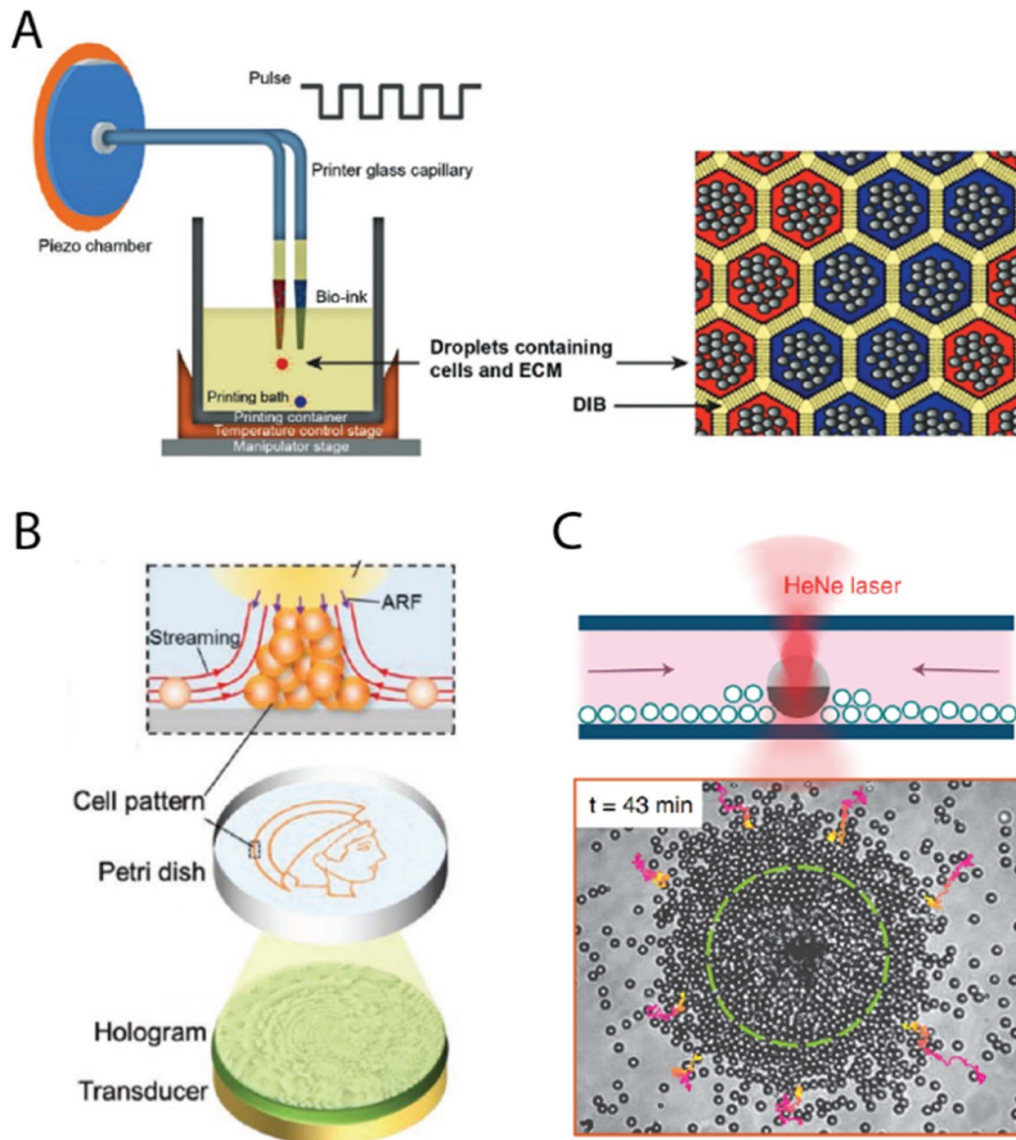 A
Pulse
Printer glass capillary
Piezo chamber
Bio-ink
Droplets containing
cells and ECM
Printing bath
DIB
Printing container
Temperature control stage
Manipulator stage
B
ARF
Streaming
Cell pattern
Petri dish
Hologram
Transducer
C
HeNe laser
t = 43 min